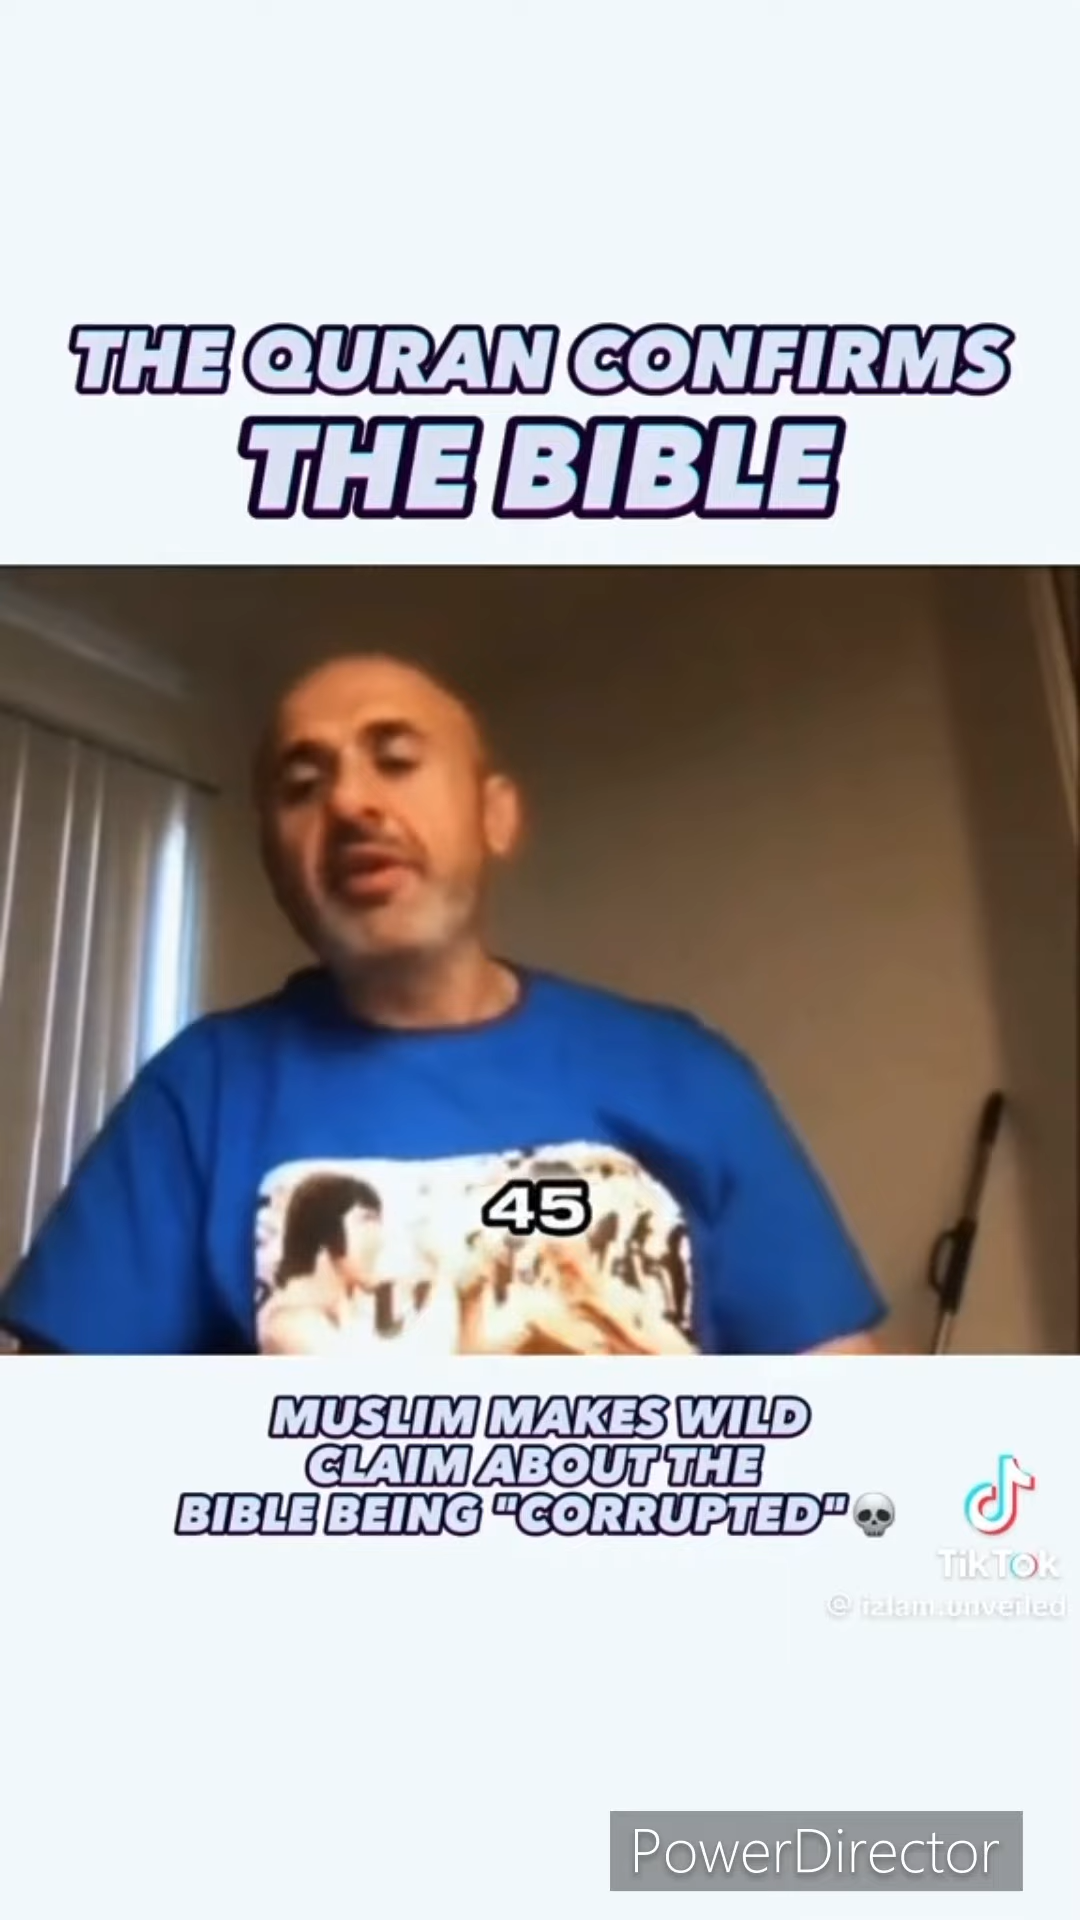 THE QURAN CONFIRMS
THE BIBLE
45
MUSLIM MAKES WILD
CLAIM ABOUT THE
BIBLE BEING "CORRUPTED"💀
TikTok
@izlam.unveiled
PowerDirector